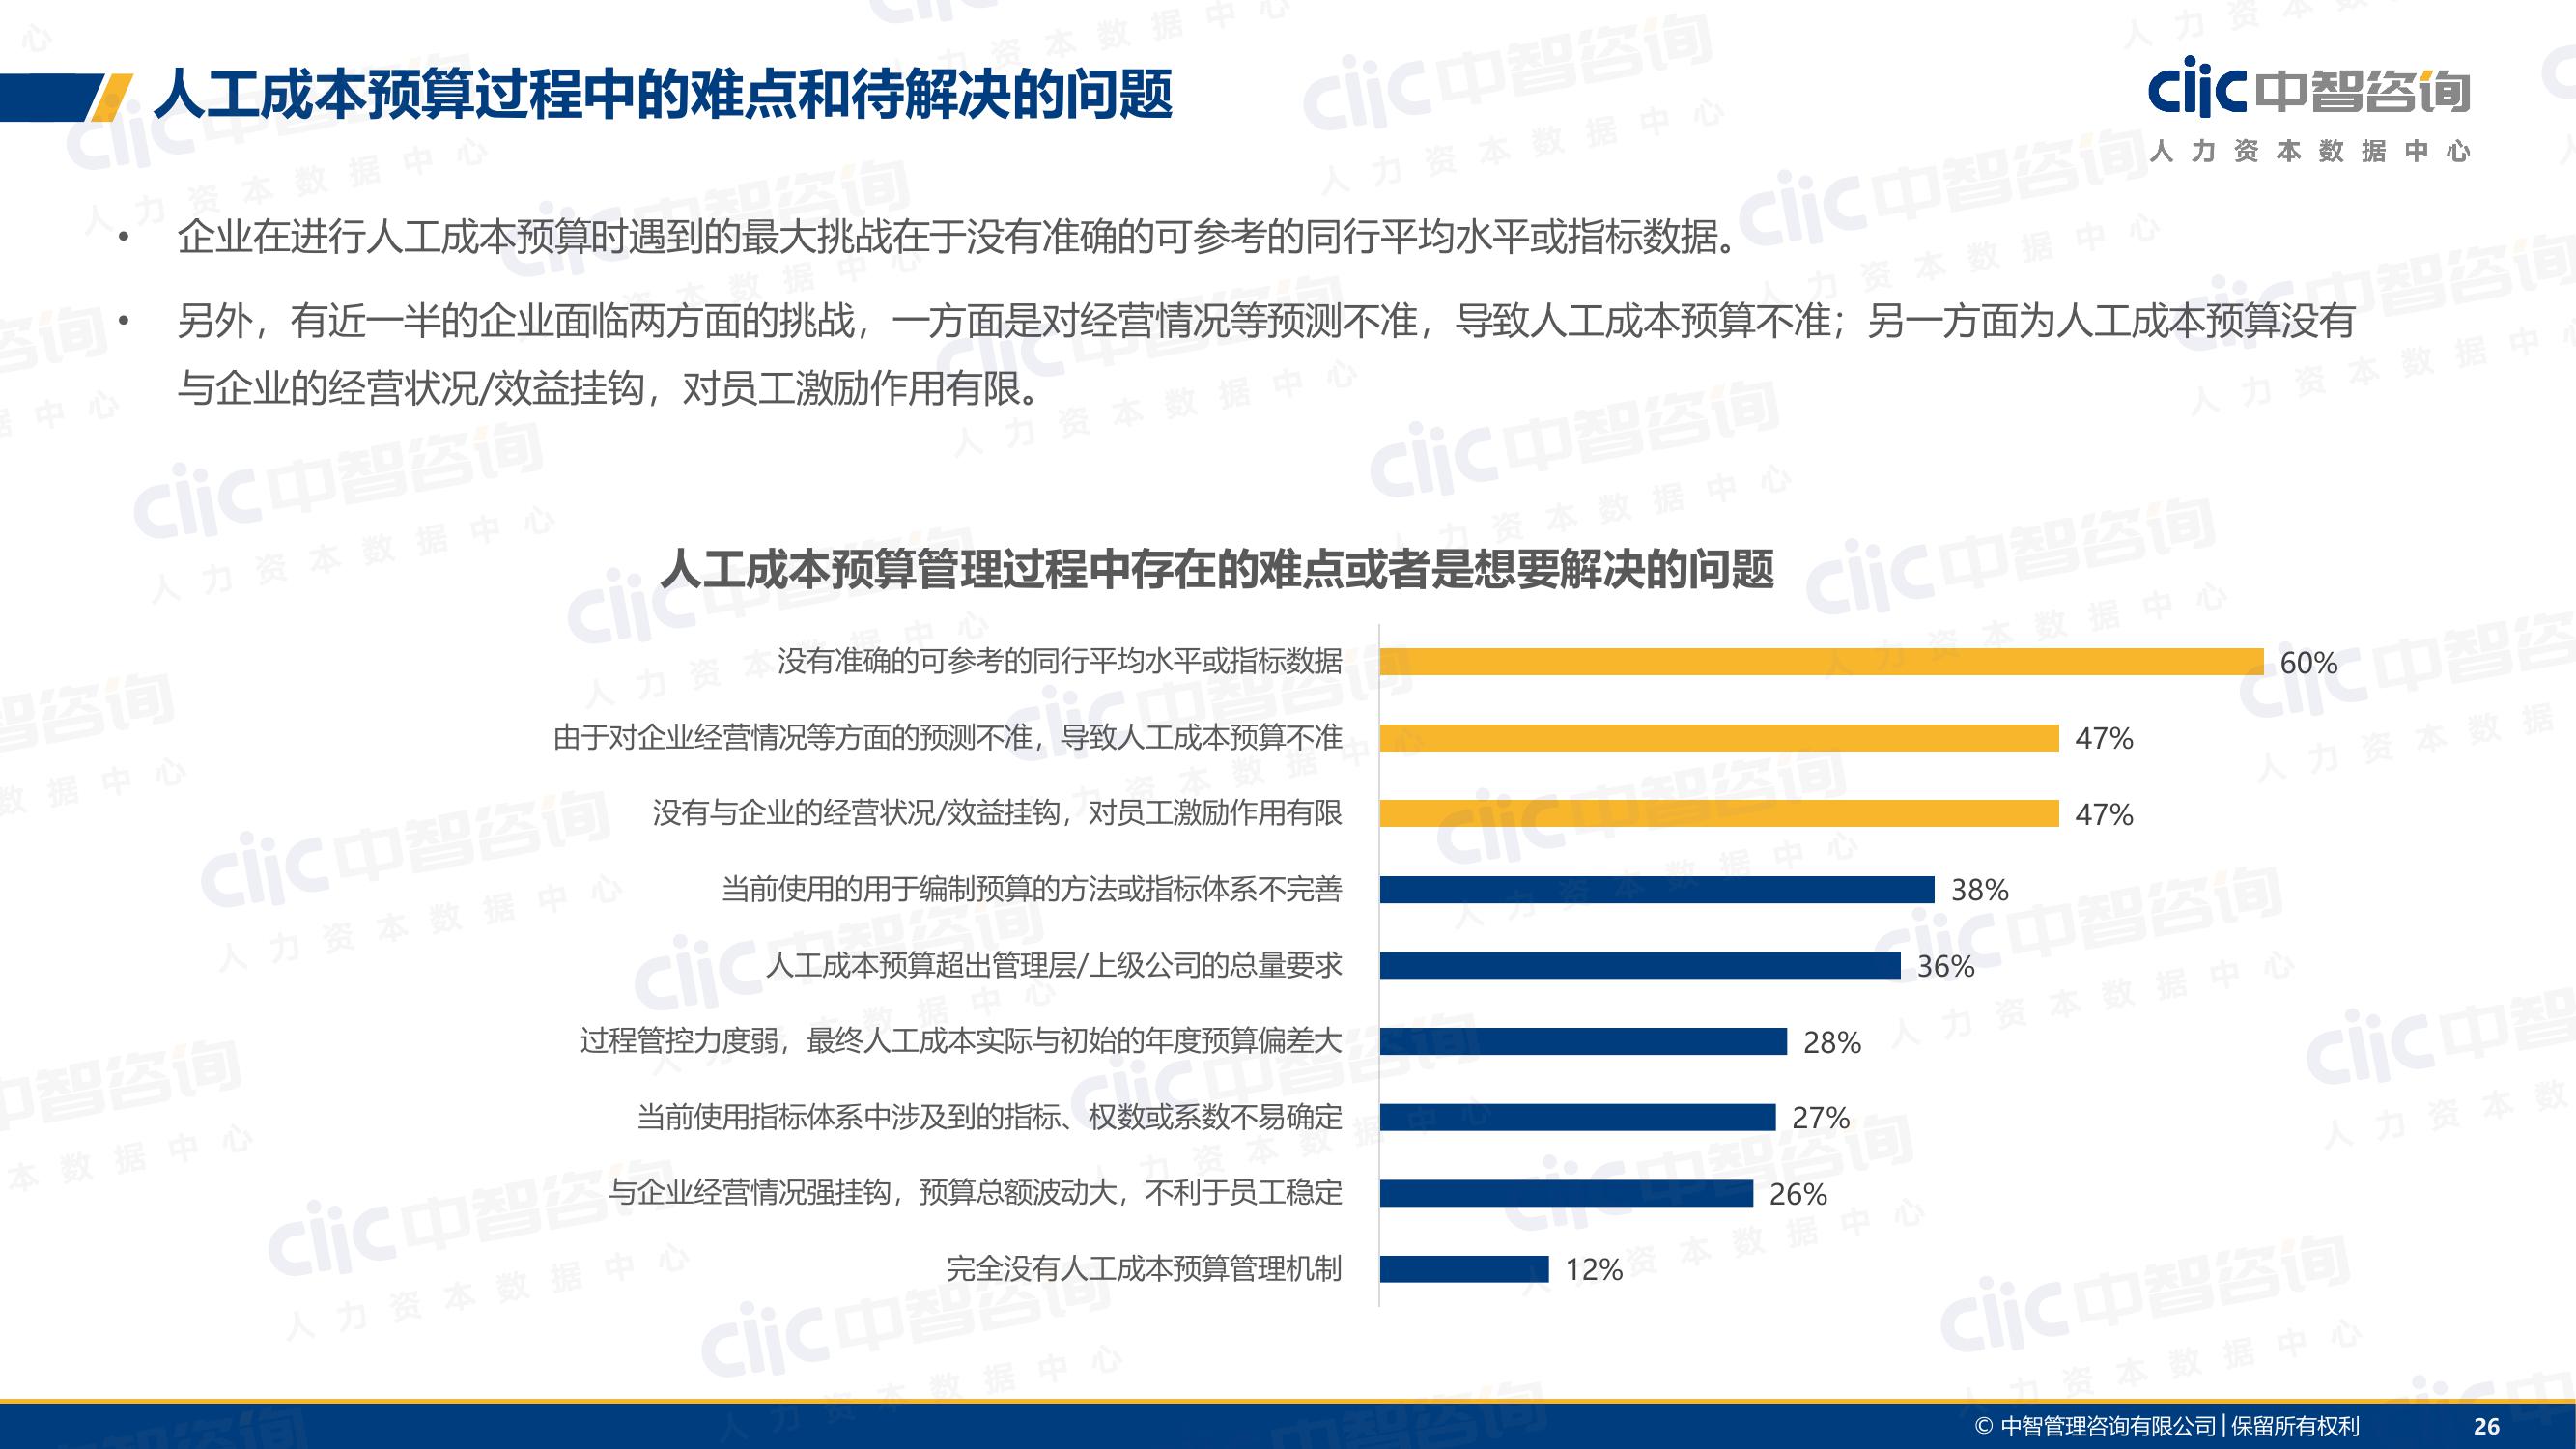 人工成本预算过程中的难点和待解决的问题
CIIC中智咨询
人力资本数据中心
• 企业在进行人工成本预算时遇到的最大挑战在于没有准确的可参考的同行平均水平或指标数据。
• 另外，有近一半的企业面临两方面的挑战，一方面是对经营情况等预测不准，导致人工成本预算不准；另一方面为人工成本预算没有
与企业的经营状况/效益挂钩，对员工激励作用有限。
人工成本预算管理过程中存在的难点或者是想要解决的问题
没有准确的可参考的同行平均水平或指标数据 60%
由于对企业经营情况等方面的预测不准，导致人工成本预算不准 47%
没有与企业的经营状况/效益挂钩，对员工激励作用有限 47%
当前使用的用于编制预算的方法或指标体系不完善 38%
人工成本预算超出管理层/上级公司的总量要求 36%
过程管控力度弱，最终人工成本实际与初始的年度预算偏差大 28%
当前使用指标体系中涉及到的指标、权数或系数不易确定 27%
与企业经营情况强挂钩，预算总额波动大，不利于员工稳定 26%
完全没有人工成本预算管理机制 12%
© 中智管理咨询有限公司│保留所有权利 26